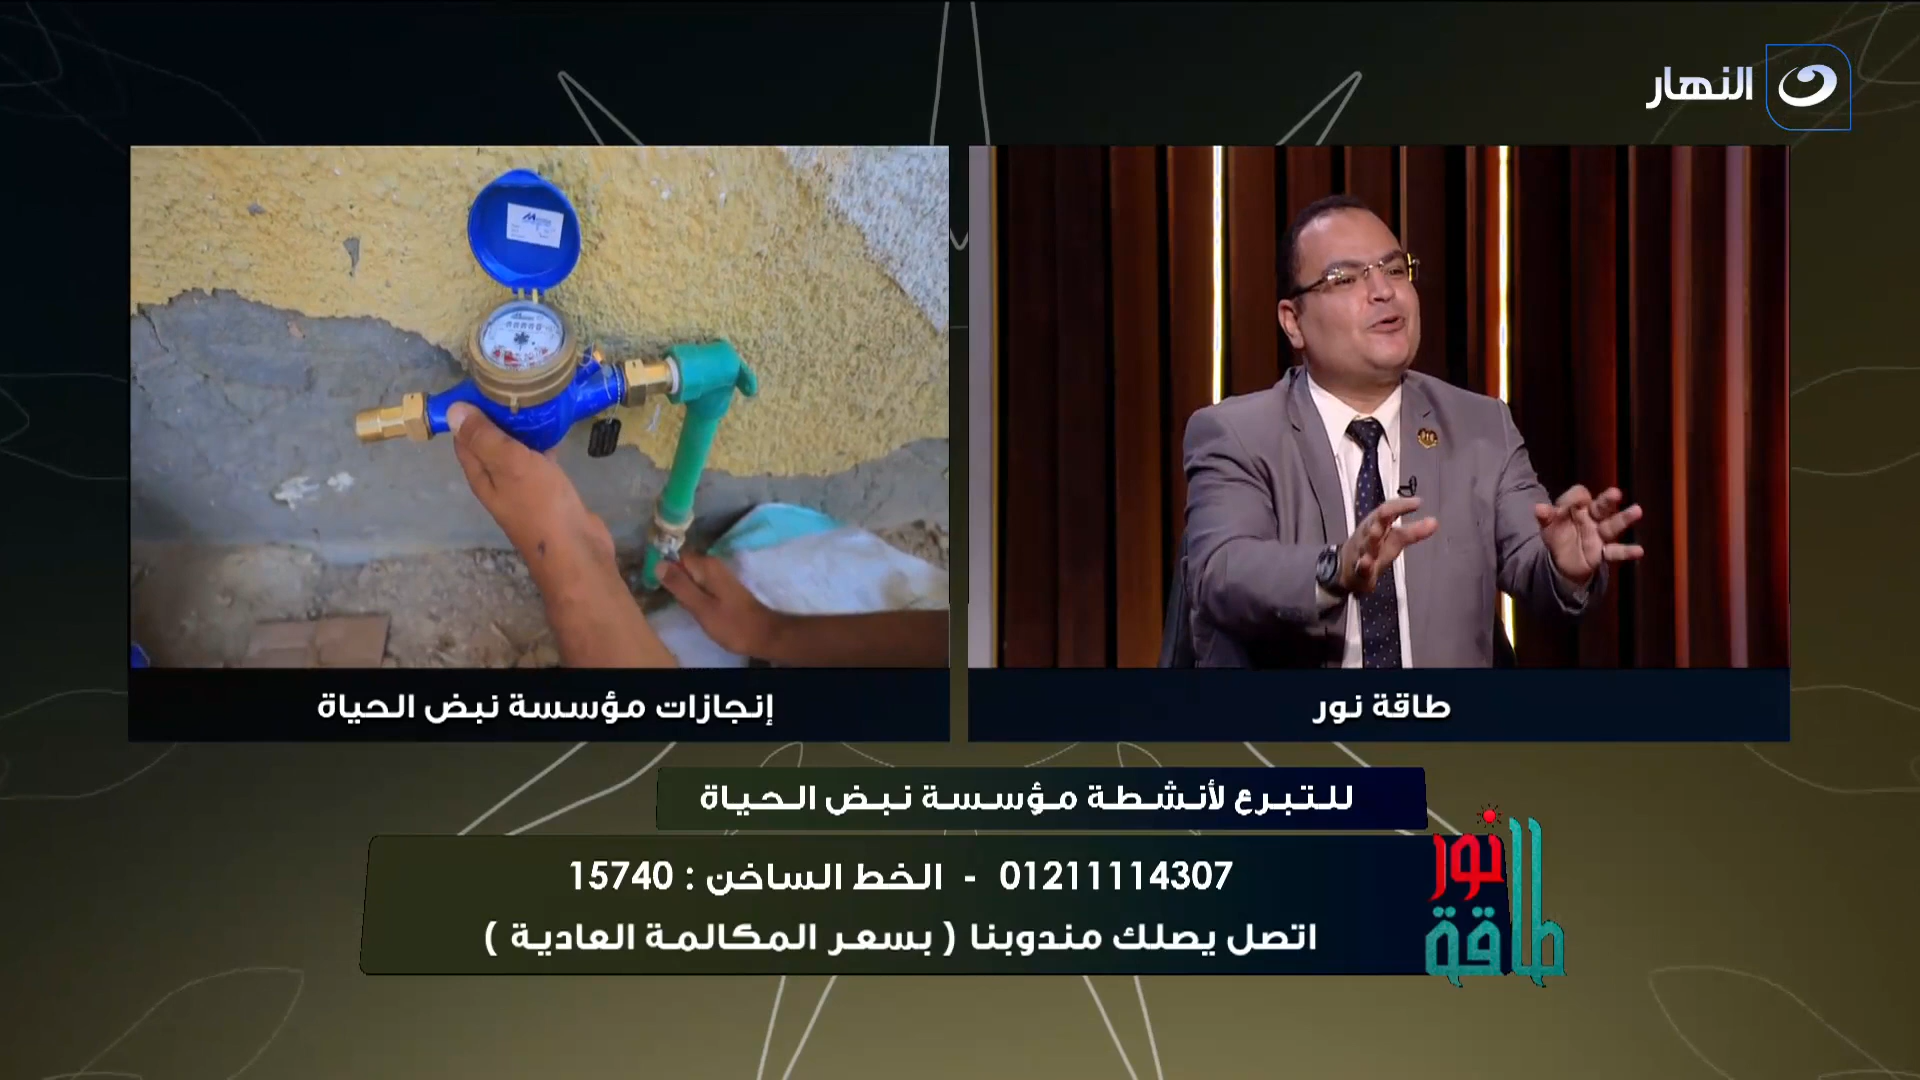 النهار
طاقة نور
إنجازات مؤسسة نبض الحياة
للتبرع لأنشطة مؤسسة نبض الحياة
01211114307 - الخط الساخن : 15740
اتصل يصلك مندوبنا ( بسعر المكالمة العادية )
طاقة نور